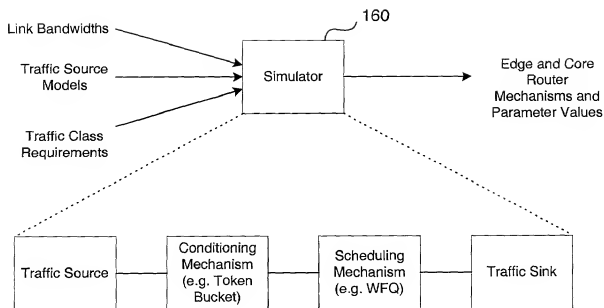 160
Link Bandwidths
Traffic Source
Models
Traffic Class
Requirements
Simulator
Edge and Core
Router
Mechanisms and
Parameter Values
Traffic Source
Conditioning
Mechanism
(e.g. Token
Bucket)
Scheduling
Mechanism
(e.g. WFQ)
Traffic Sink